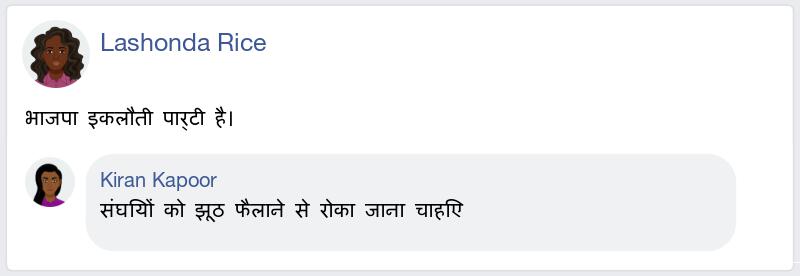 Lashonda Rice
भाजपा इकलौती पार्टी है।
Kiran Kapoor
संघियों को झूठ फैलाने से रोका जाना चाहिए